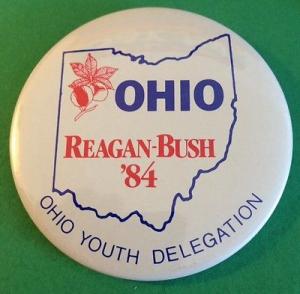 OHIO
REAGAN-BUSH
'84
OHIO YOUTH DELEGATION